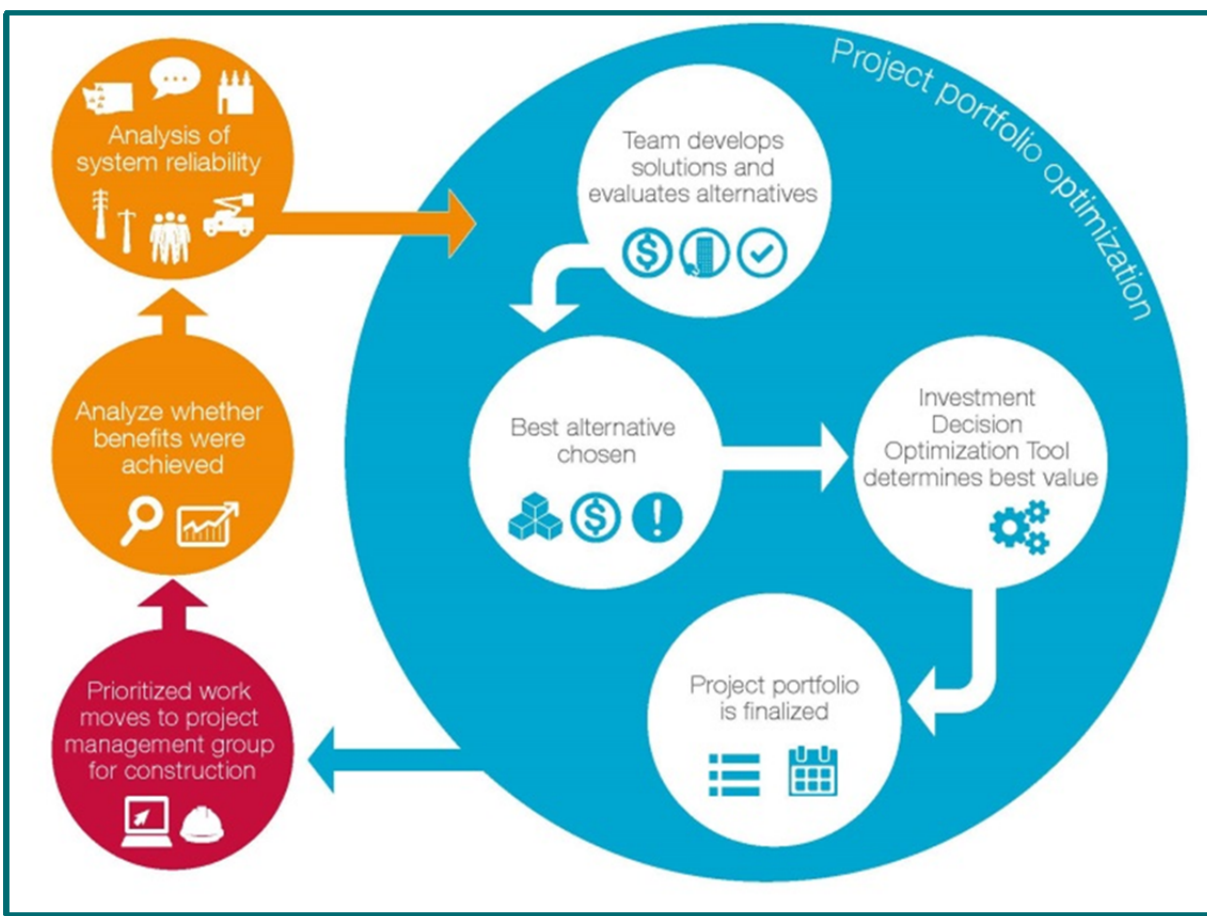 Analysis of
system reliability
Project portfolio optimization
Team develops
solutions and
evaluates alternatives
Best alternative
chosen
Investment
Decision
Optimization Tool
determines best value
Project portfolio
is finalized
Prioritized work
moves to project
management group
for construction
Analyze whether
benefits were
achieved